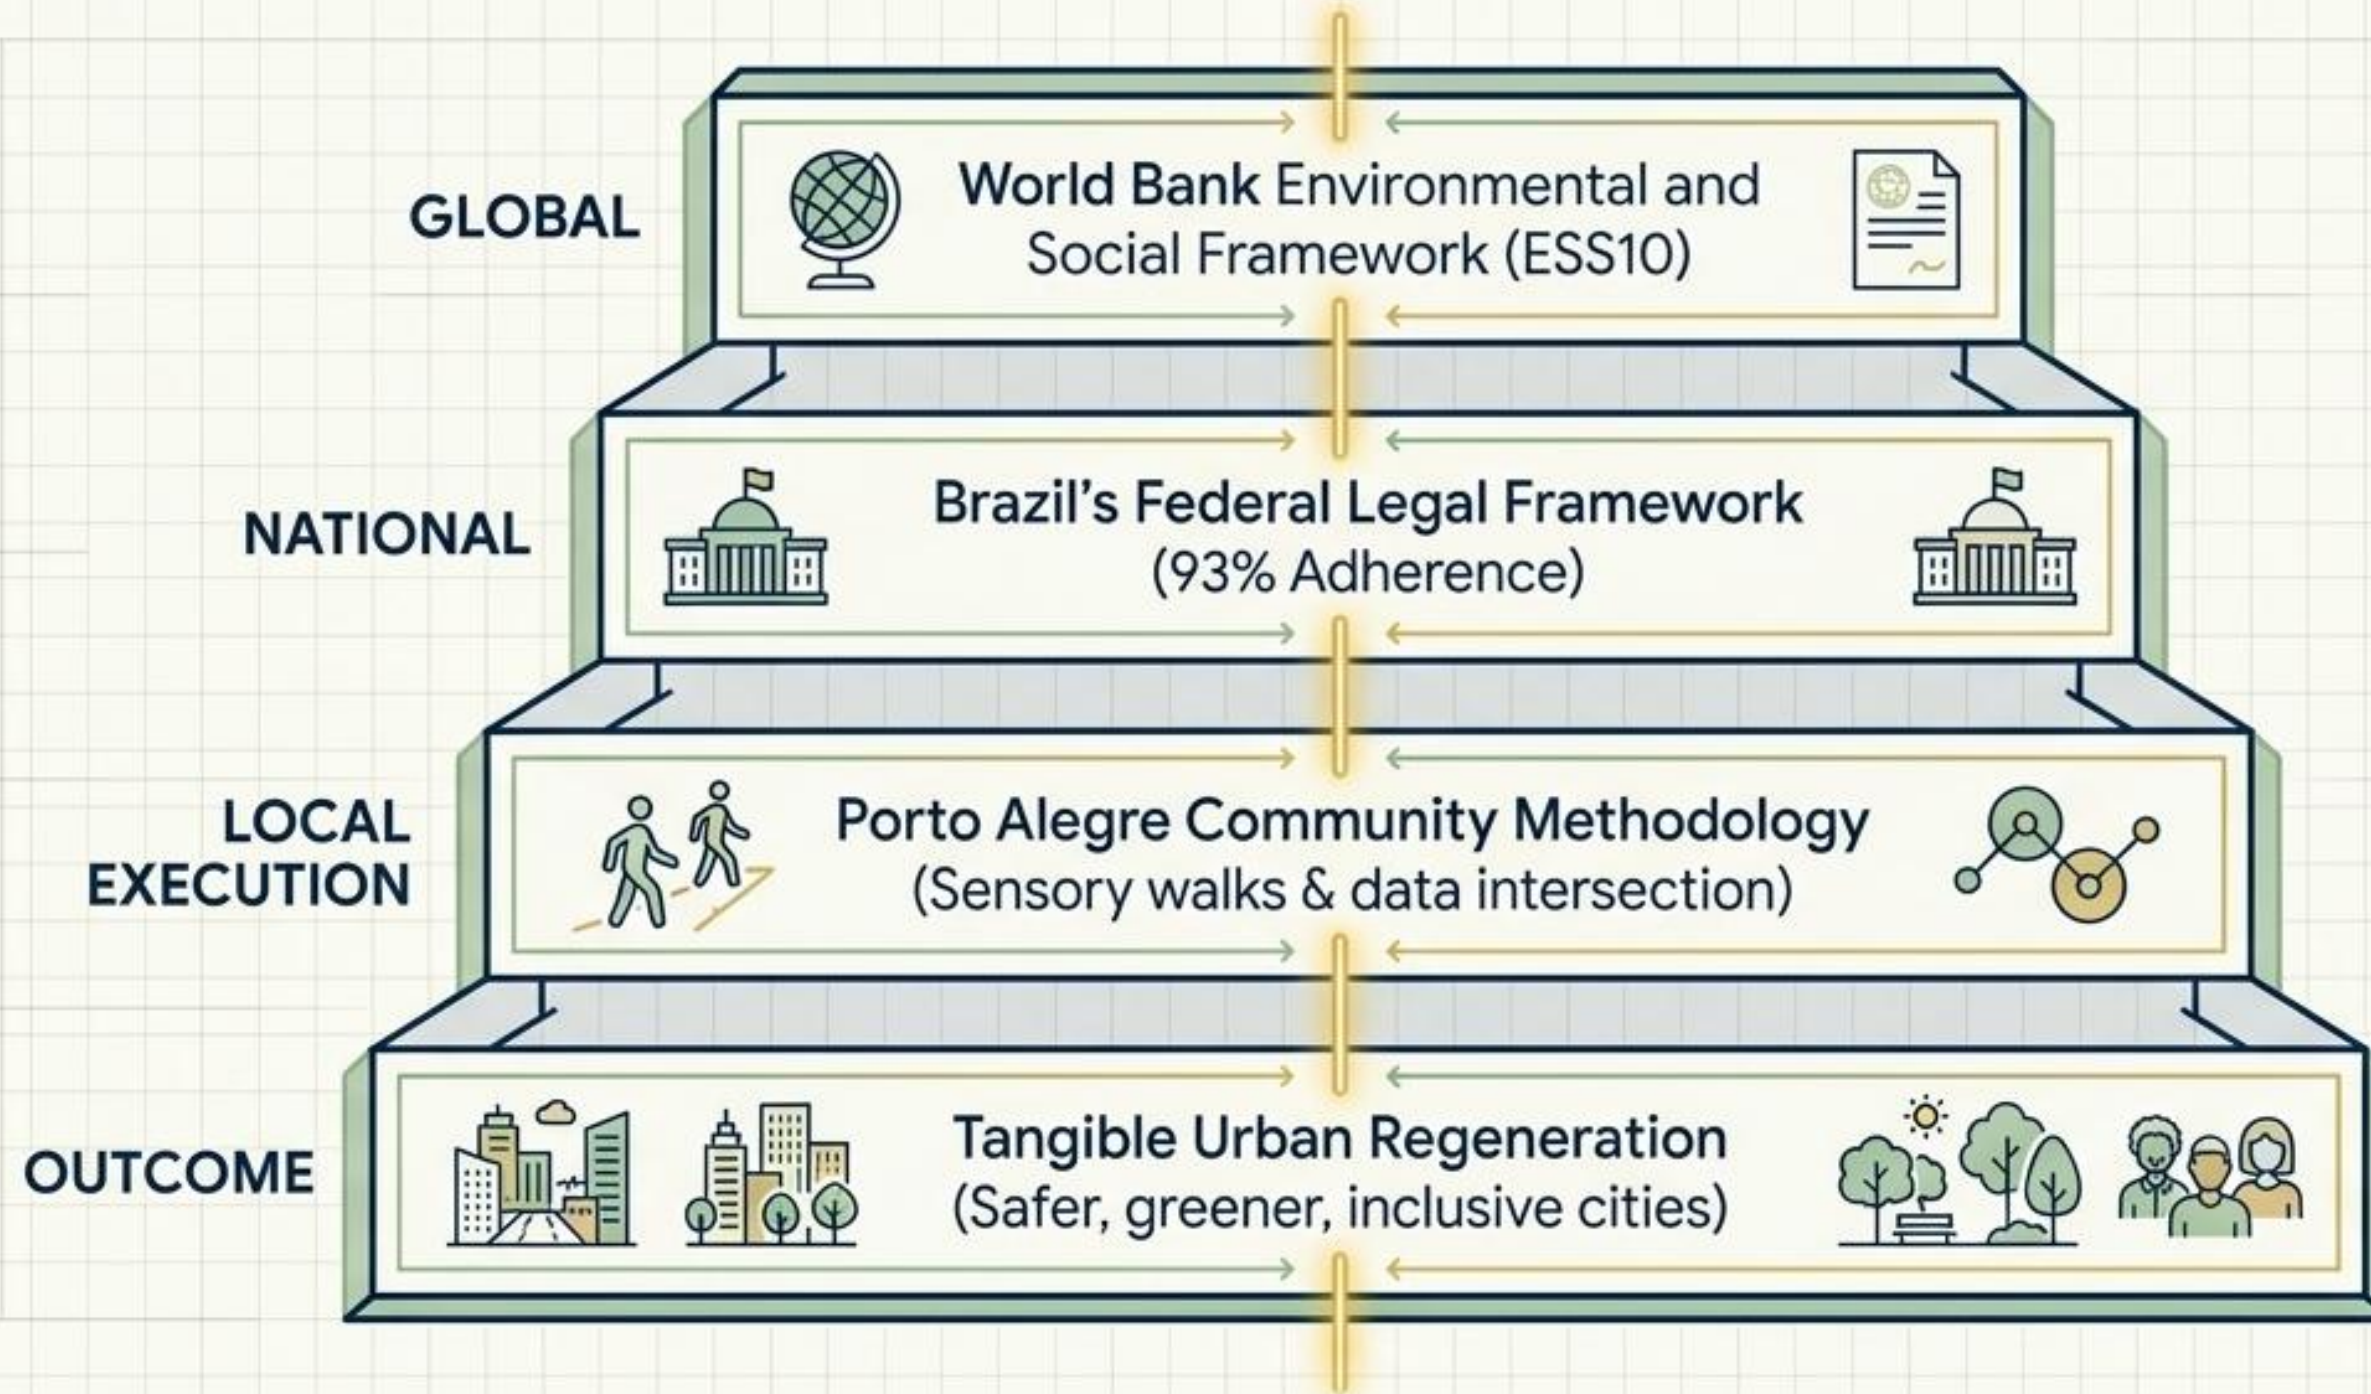 GLOBAL
World Bank Environmental and
Social Framework (ESS10)
NATIONAL
Brazil's Federal Legal Framework
(93% Adherence)
LOCAL
EXECUTION
Porto Alegre Community Methodology
(Sensory walks & data intersection)
OUTCOME
Tangible Urban Regeneration
(Safer, greener, inclusive cities)